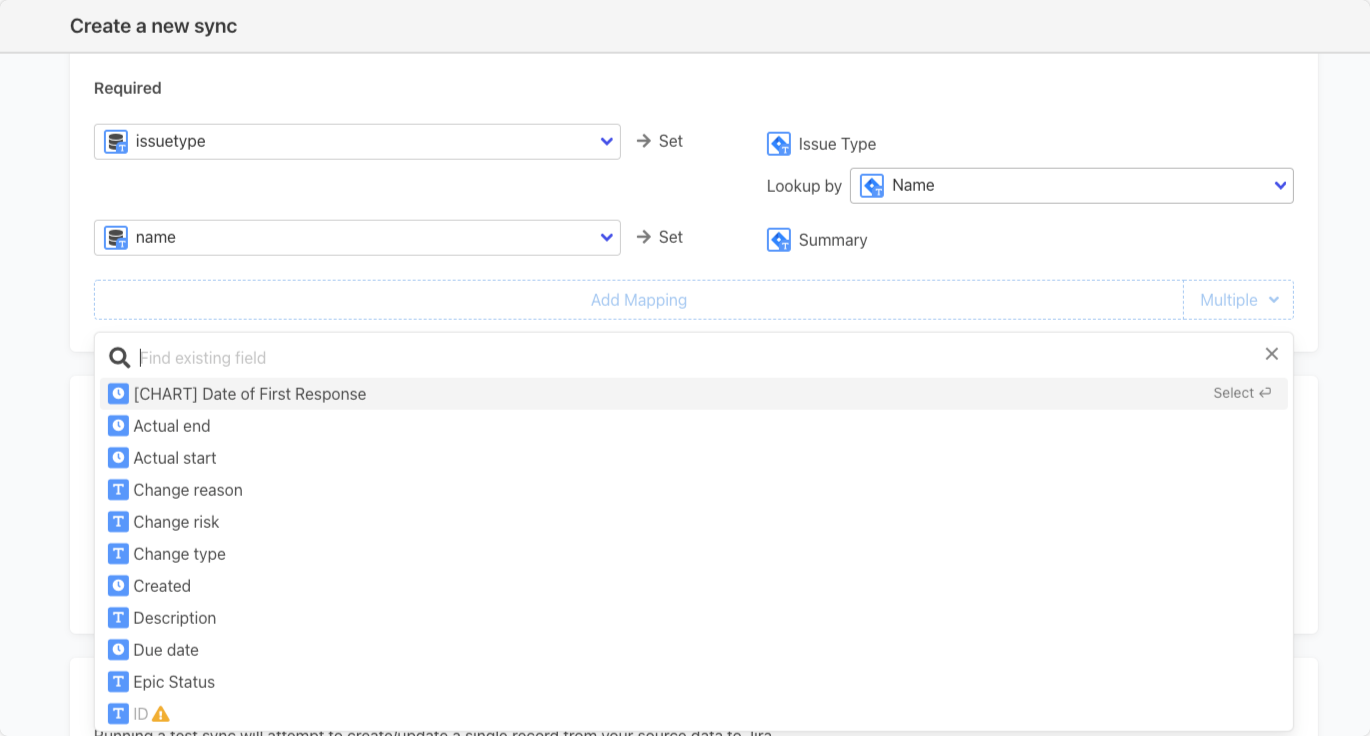 Create a new sync
Required
issuetype
Set
Issue Type
Lookup by
Name
name
Set
Summary
Add Mapping
Multiple
Find existing field
[CHART] Date of First Response
Select
Actual end
Actual start
Change reason
Change risk
Change type
Created
Description
Due date
Epic Status
ID
Running a test sync will attempt to create/update a single record from your source data to Jira